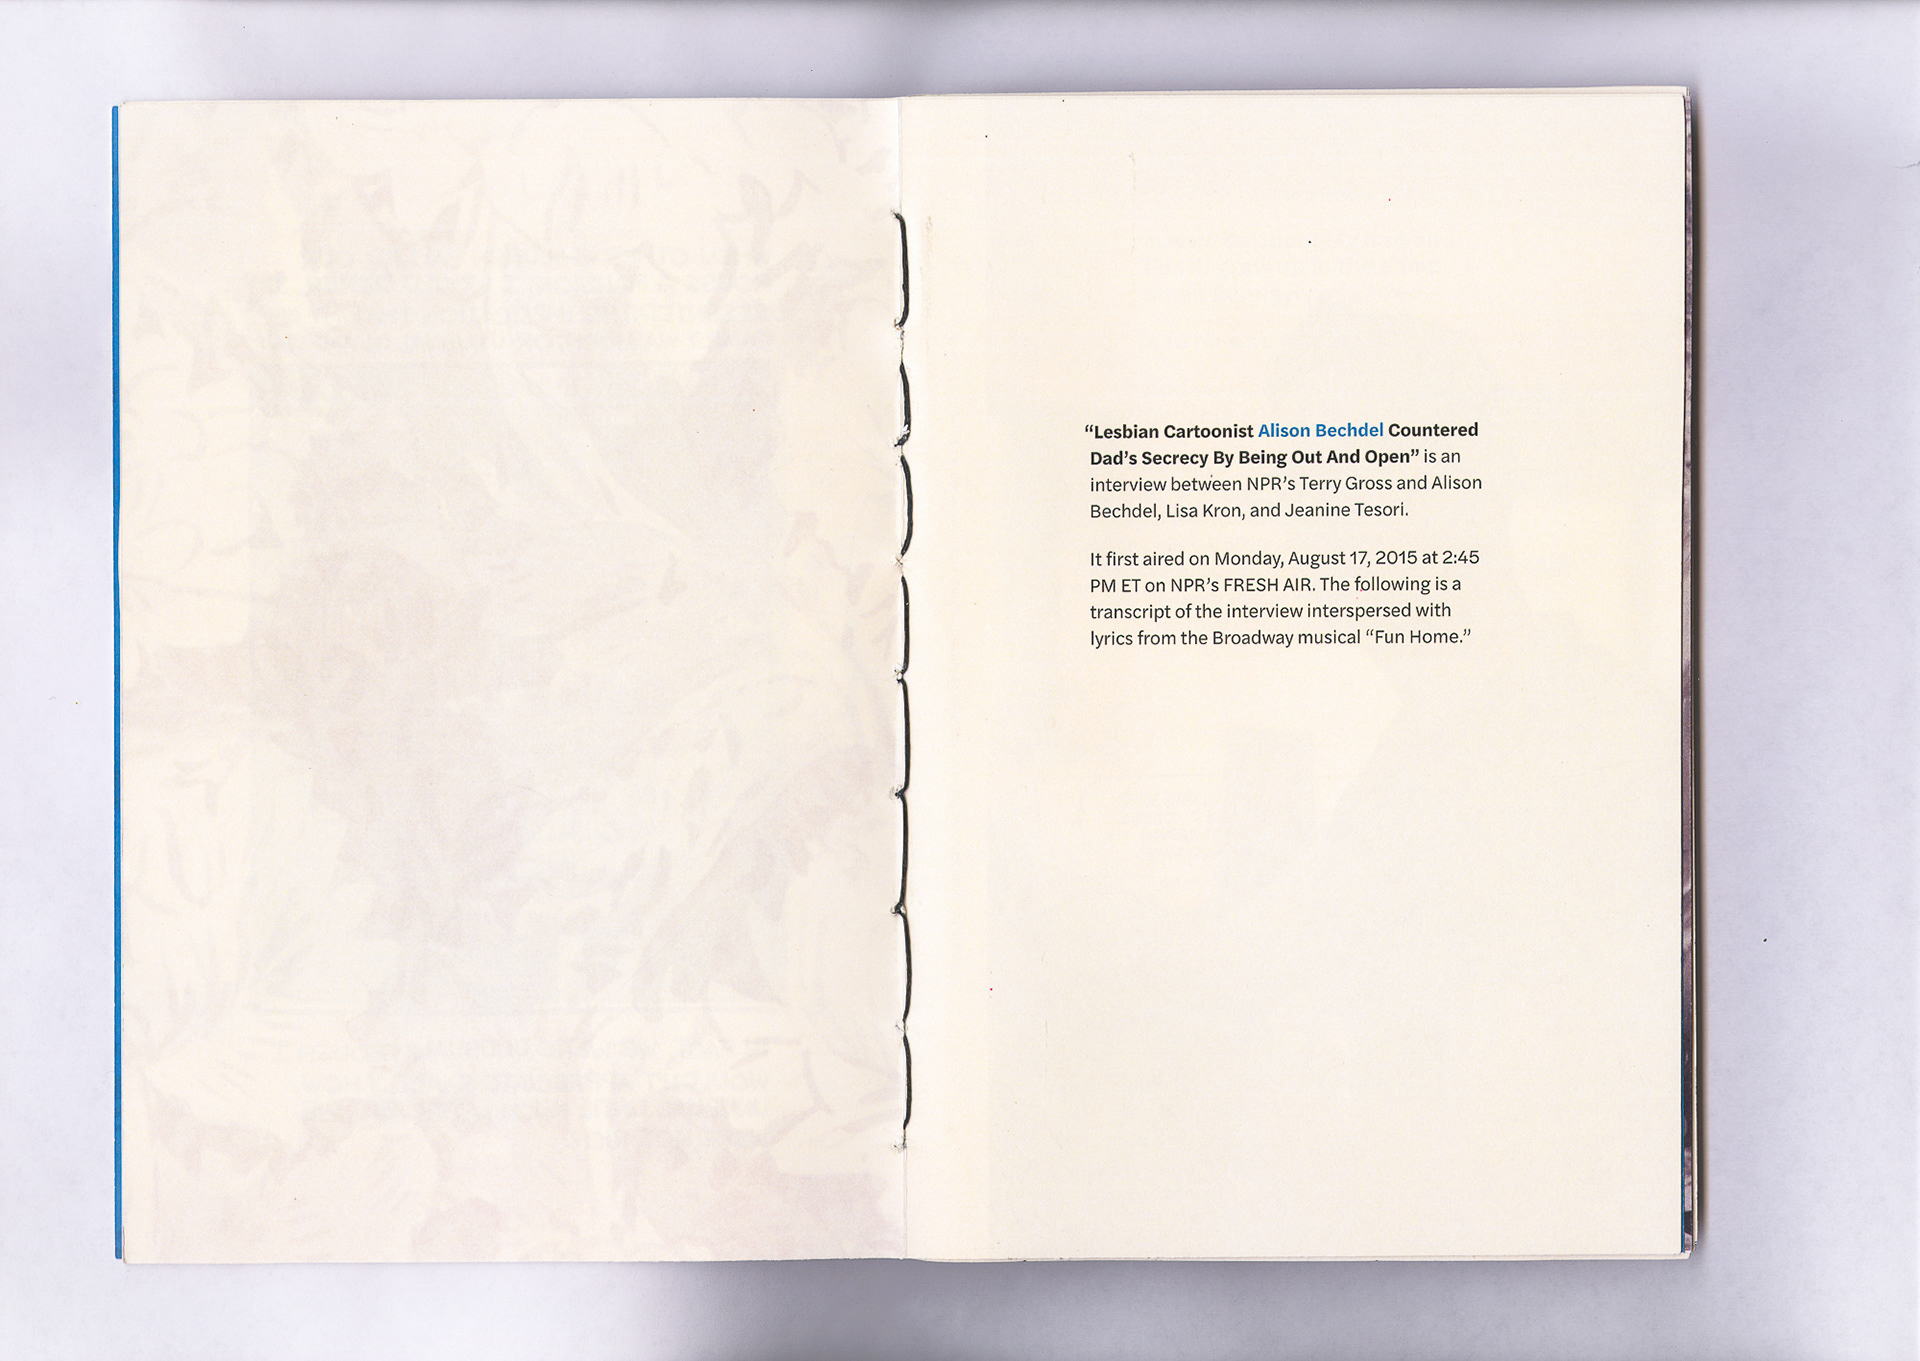 “Lesbian Cartoonist Alison Bechdel Countered
Dad’s Secrecy By Being Out And Open” is an
interview between NPR’s Terry Gross and Alison
Bechdel, Lisa Kron, and Jeanine Tesori.
It first aired on Monday, August 17, 2015 at 2:45
PM ET on NPR’s FRESH AIR. The following is a
transcript of the interview interspersed with
lyrics from the Broadway musical “Fun Home.”